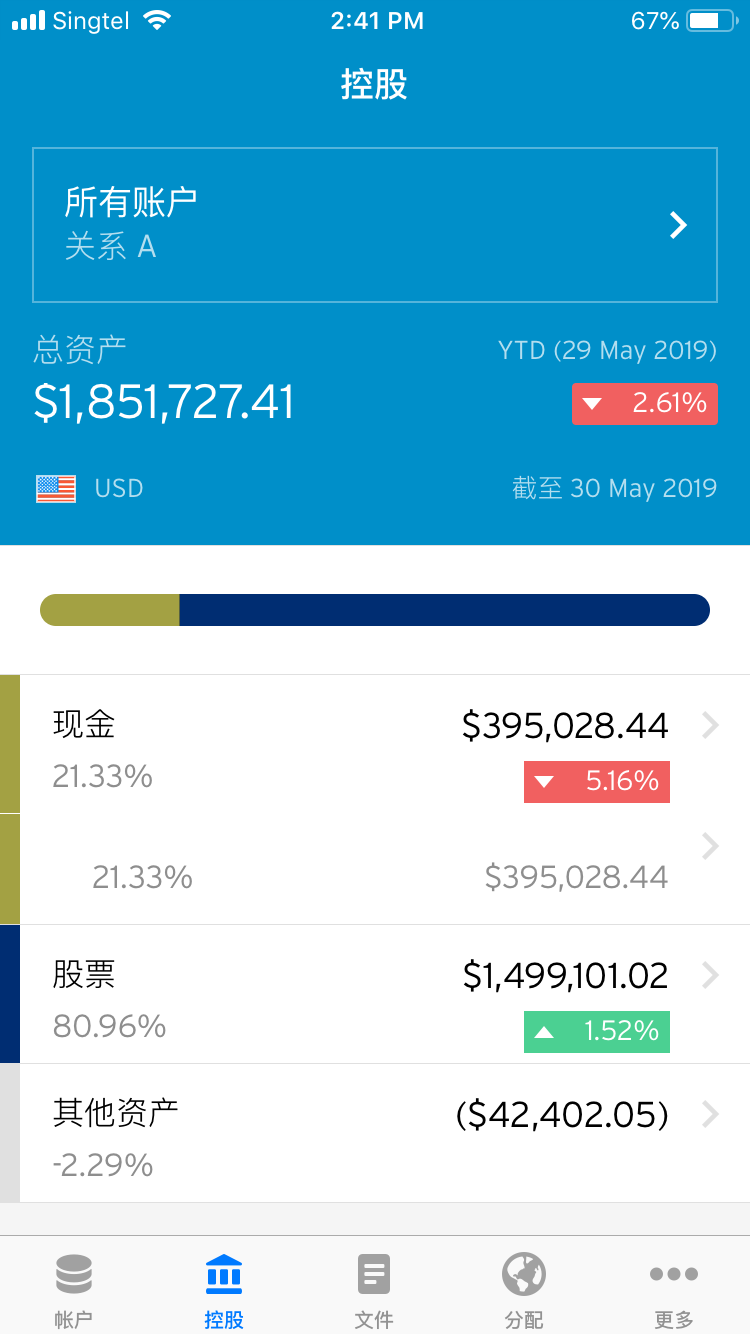 Singtel 2:41 PM 67%
控股
所有账户
关系 A
总资产 YTD (29 May 2019)
$1,851,727.41 2.61%
USD 截至 30 May 2019
现金 $395,028.44
21.33% 5.16%
21.33% $395,028.44
股票 $1,499,101.02
80.96% 1.52%
其他资产 ($42,402.05)
-2.29%
帐户 控股 文件 分配 更多